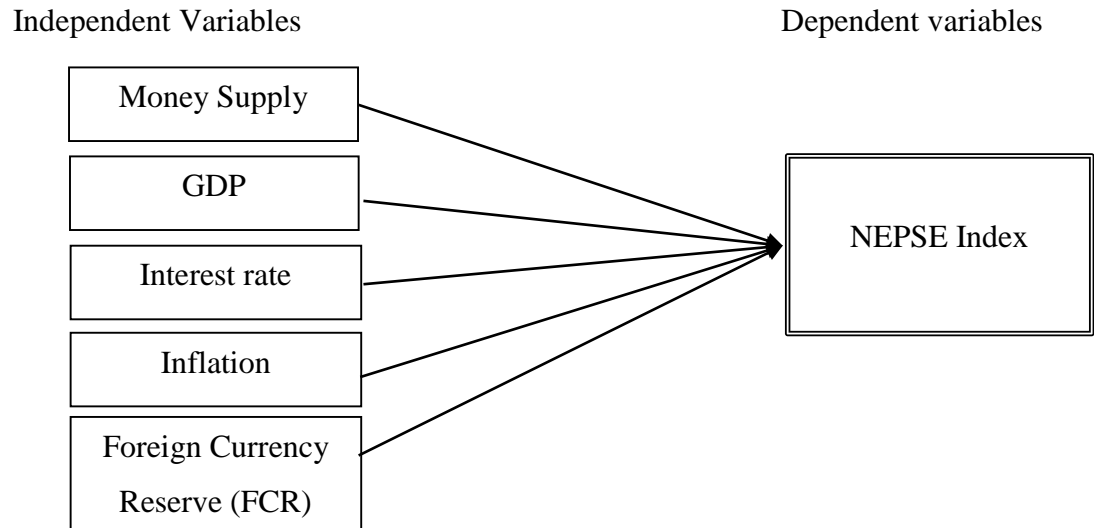 Independent Variables
Dependent variables
Money Supply
GDP
Interest rate
Inflation
Foreign Currency
Reserve (FCR)
NEPSE Index